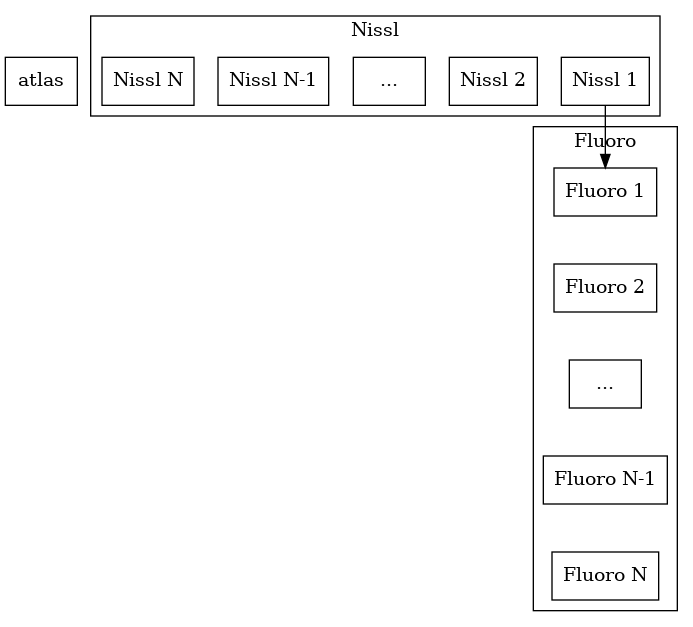 Nissl
atlas
Nissl N
Nissl N-1
...
Nissl 2
Nissl 1
Fluoro
Fluoro 1
Fluoro 2
...
Fluoro N-1
Fluoro N